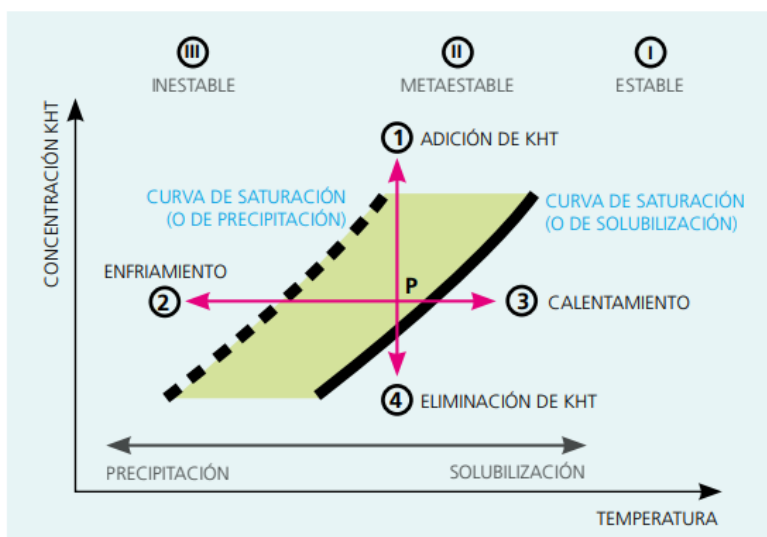 III
II
I
INESTABLE
METAESTABLE
ESTABLE
CONCENTRACIÓN KHT
1 ADICIÓN DE KHT
CURVA DE SATURACIÓN
(O DE PRECIPITACIÓN)
CURVA DE SATURACIÓN
(O DE SOLUBILIZACIÓN)
ENFRIAMIENTO
2
P
3 CALENTAMIENTO
4 ELIMINACIÓN DE KHT
PRECIPITACIÓN
SOLUBILIZACIÓN
TEMPERATURA